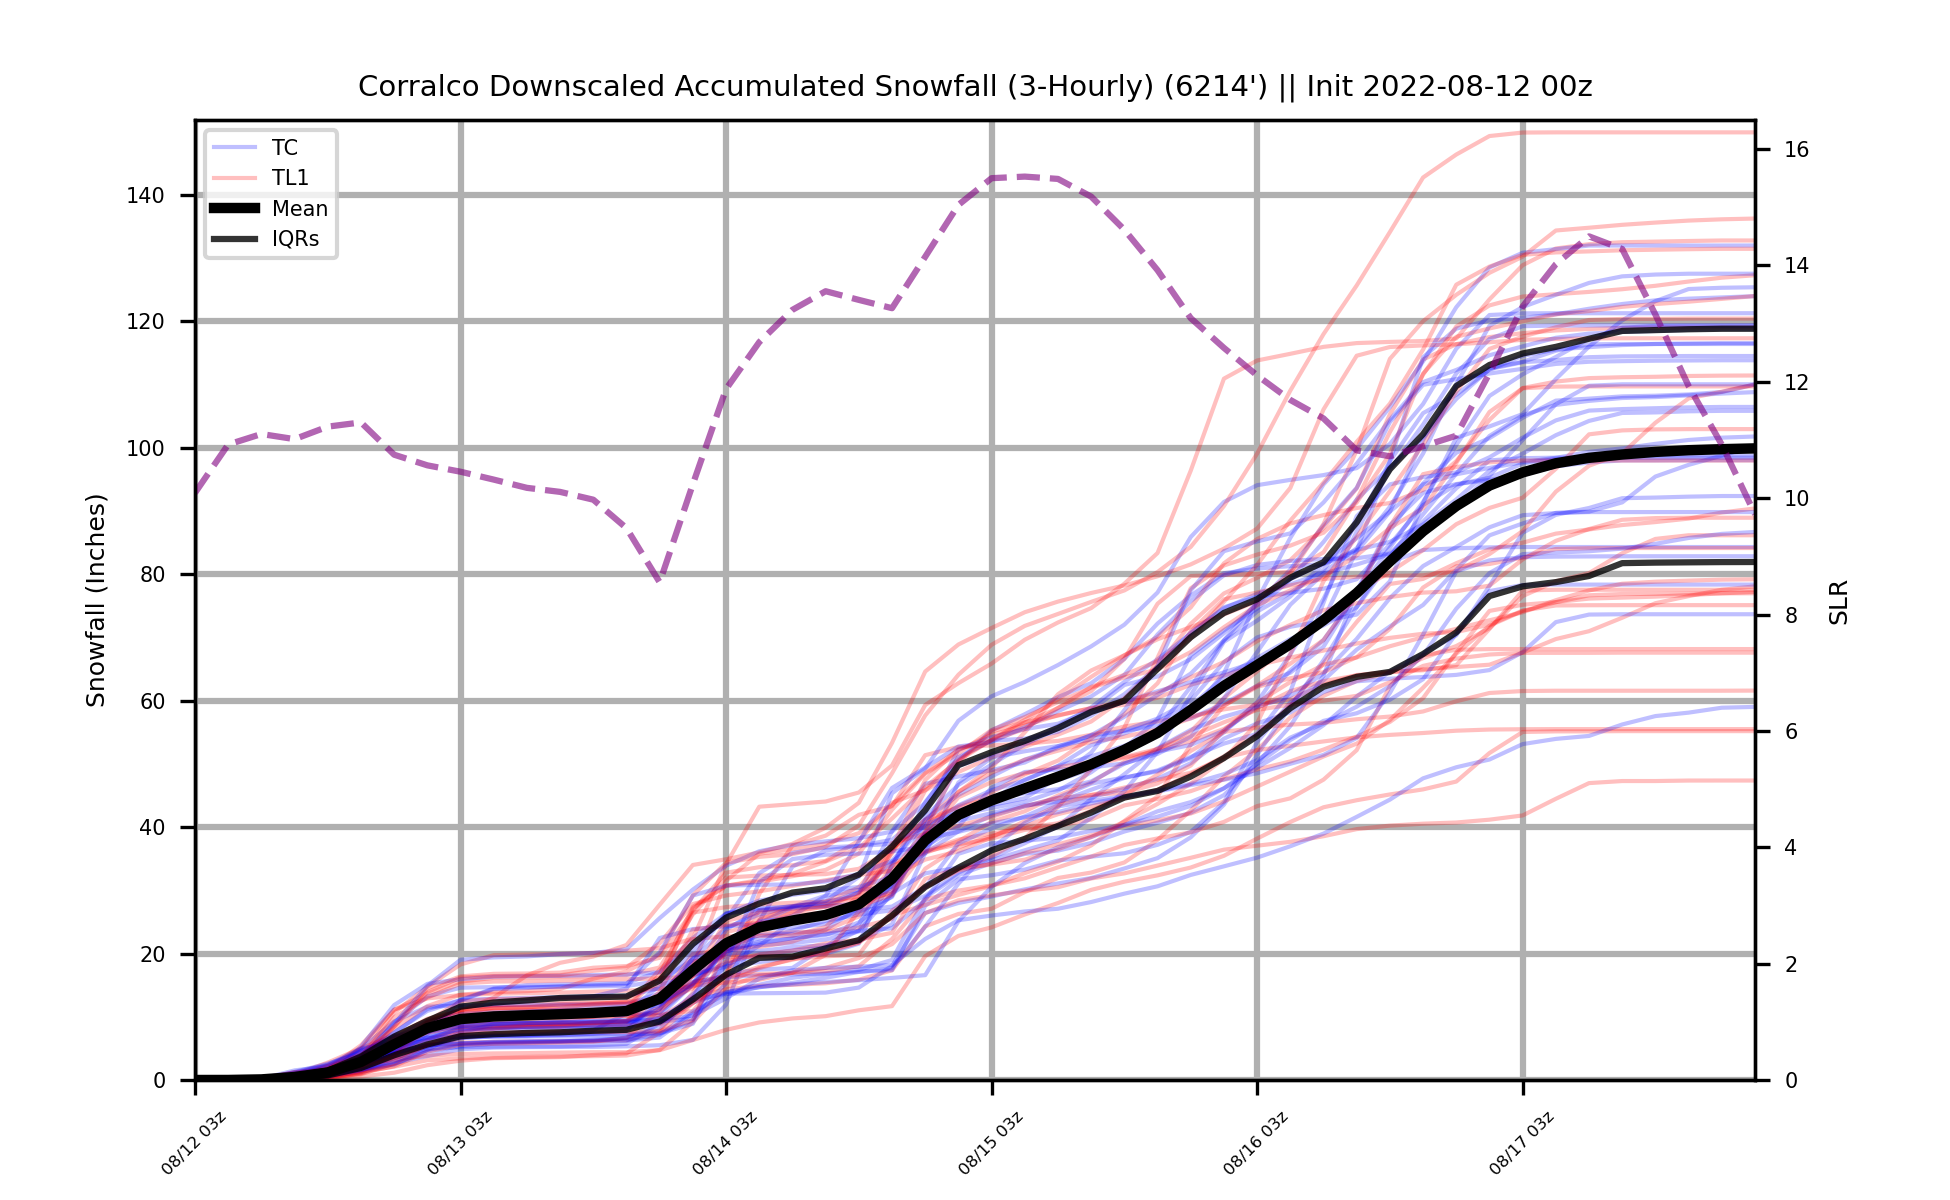 Corralco Downscaled Accumulated Snowfall (3-Hourly) (6214') || Init 2022-08-12 00z
TC
TL1
Mean
IQRs
Snowfall (Inches)
140
120
100
80
60
40
20
0
16
14
12
10
8
6
4
2
0
SLR
08/12 03z
08/13 03z
08/14 03z
08/15 03z
08/16 03z
08/17 03z